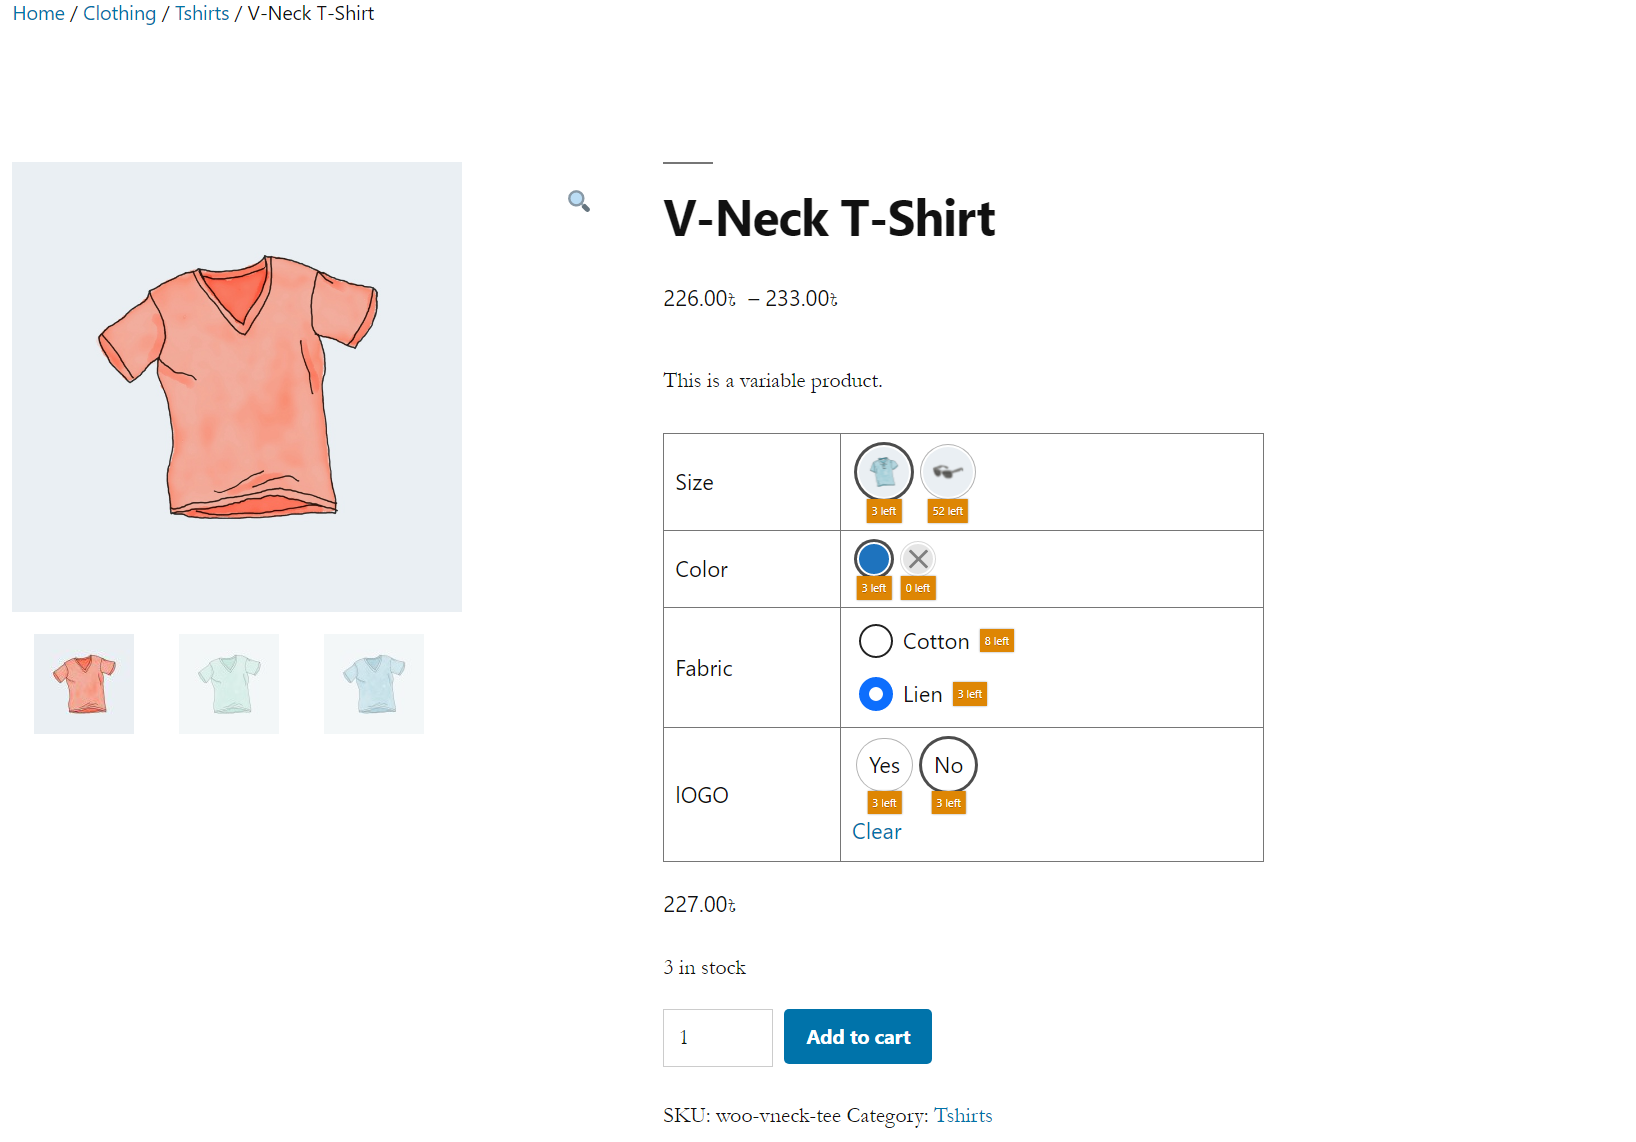 Home / Clothing / Tshirts / V-Neck T-Shirt
V-Neck T-Shirt
226.00৳ – 233.00৳
This is a variable product.
Size
3 left 52 left
Color
3 left 0 left
Fabric
Cotton 8 left
Lien 3 left
lOGO
Yes No
3 left 3 left
Clear
227.00৳
3 in stock
1 Add to cart
SKU: woo-vneck-tee Category: Tshirts